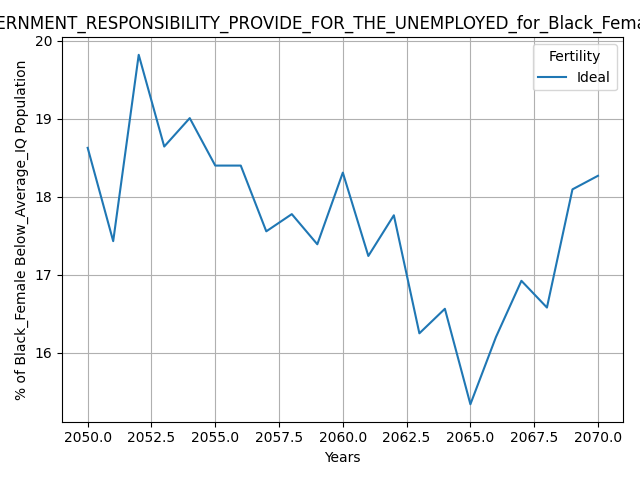 ERNMENT_RESPONSIBILITY_PROVIDE_FOR_THE_UNEMPLOYED_for_Black_Fema
Fertility
Ideal
% of Black_Female Below_Average_IQ Population
20
19
18
17
16
2050.0 2052.5 2055.0 2057.5 2060.0 2062.5 2065.0 2067.5 2070.0
Years